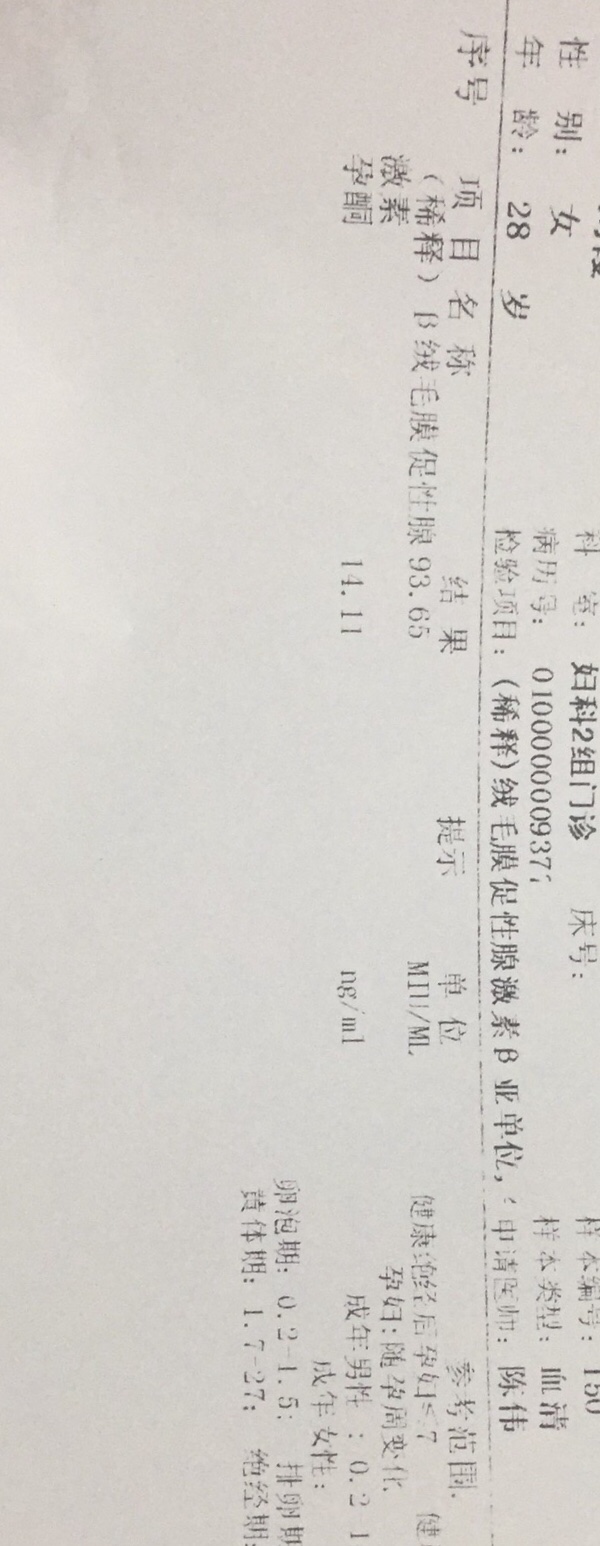 性 别： 女 科 室： 妇科2组门诊 床号： 样本编号： 150
年 龄： 28 岁 病历号： 010000000937 样本类型： 血清
检验项目：（稀释）绒毛膜促性腺激素β亚单位， 申请医师： 陈伟
序号 项 目 名 称 结 果 提示 单 位 参考范围.
（稀释）β绒毛膜促性腺 93.65 MIU/ML 健康绝经后孕妇≤7
激素 孕妇：随孕周变化
孕酮 14.11 ng/ml 成年男性 ：0.2 1
成年女性：
卵泡期：0.2-1.5； 排卵期
黄体期：1.7-27； 绝经期：